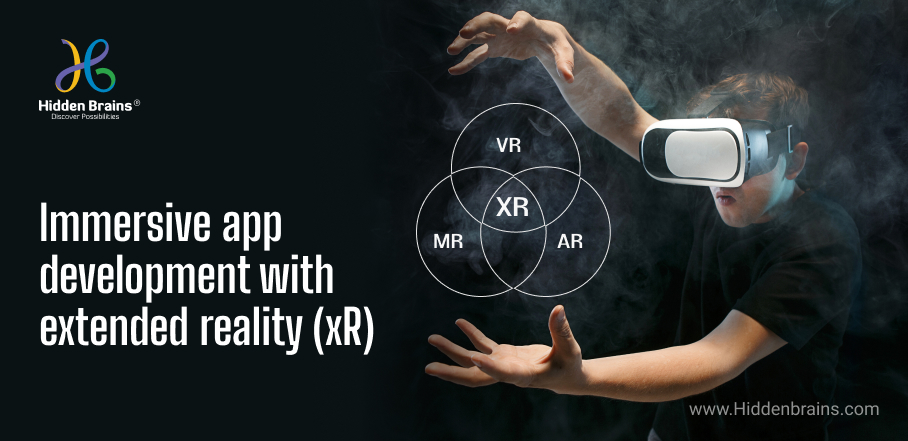 Hidden Brains®
Discover Possibilities
Immersive app
development with
extended reality (xR)
VR
XR
MR
AR
www.Hiddenbrains.com